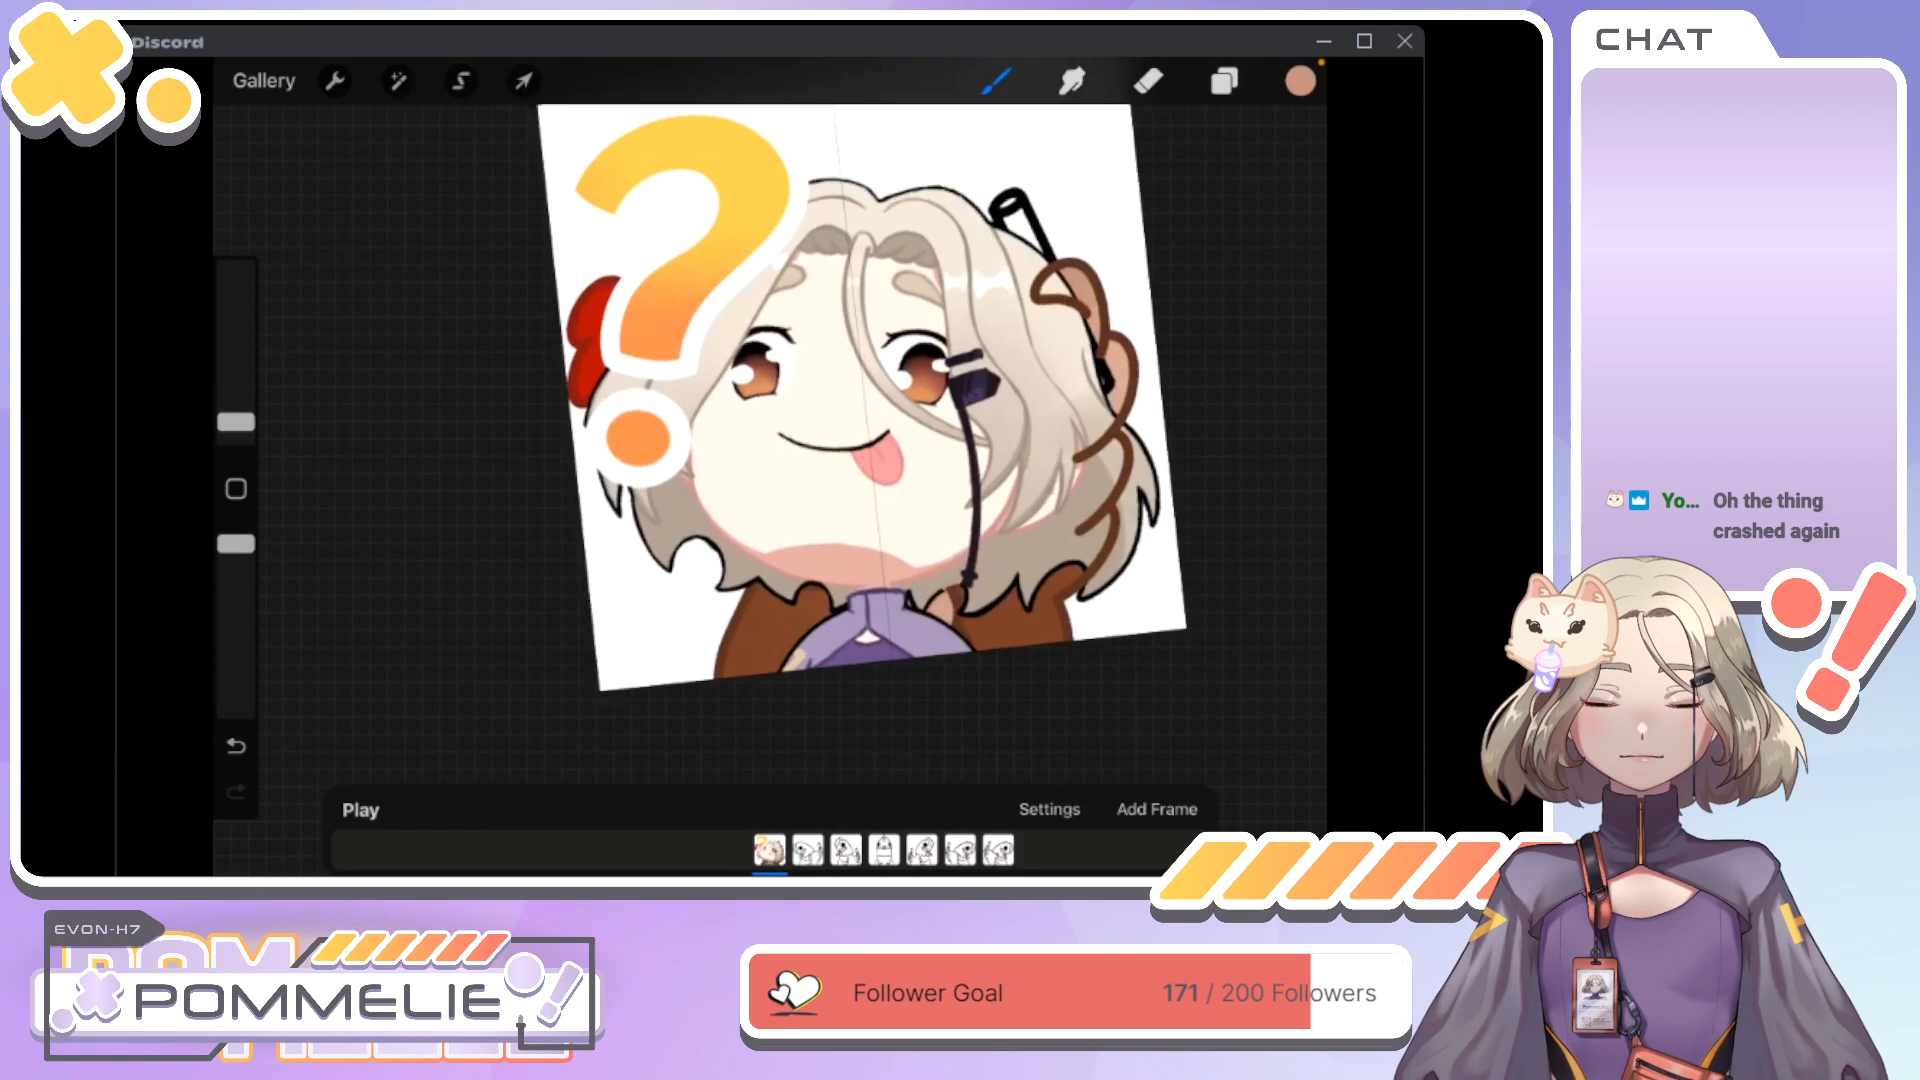 Discord
CHAT
Gallery
?
Yo... Oh the thing
crashed again
Play
Settings
Add Frame
EVON-H7
POMMELIE
Follower Goal
171 / 200 Followers